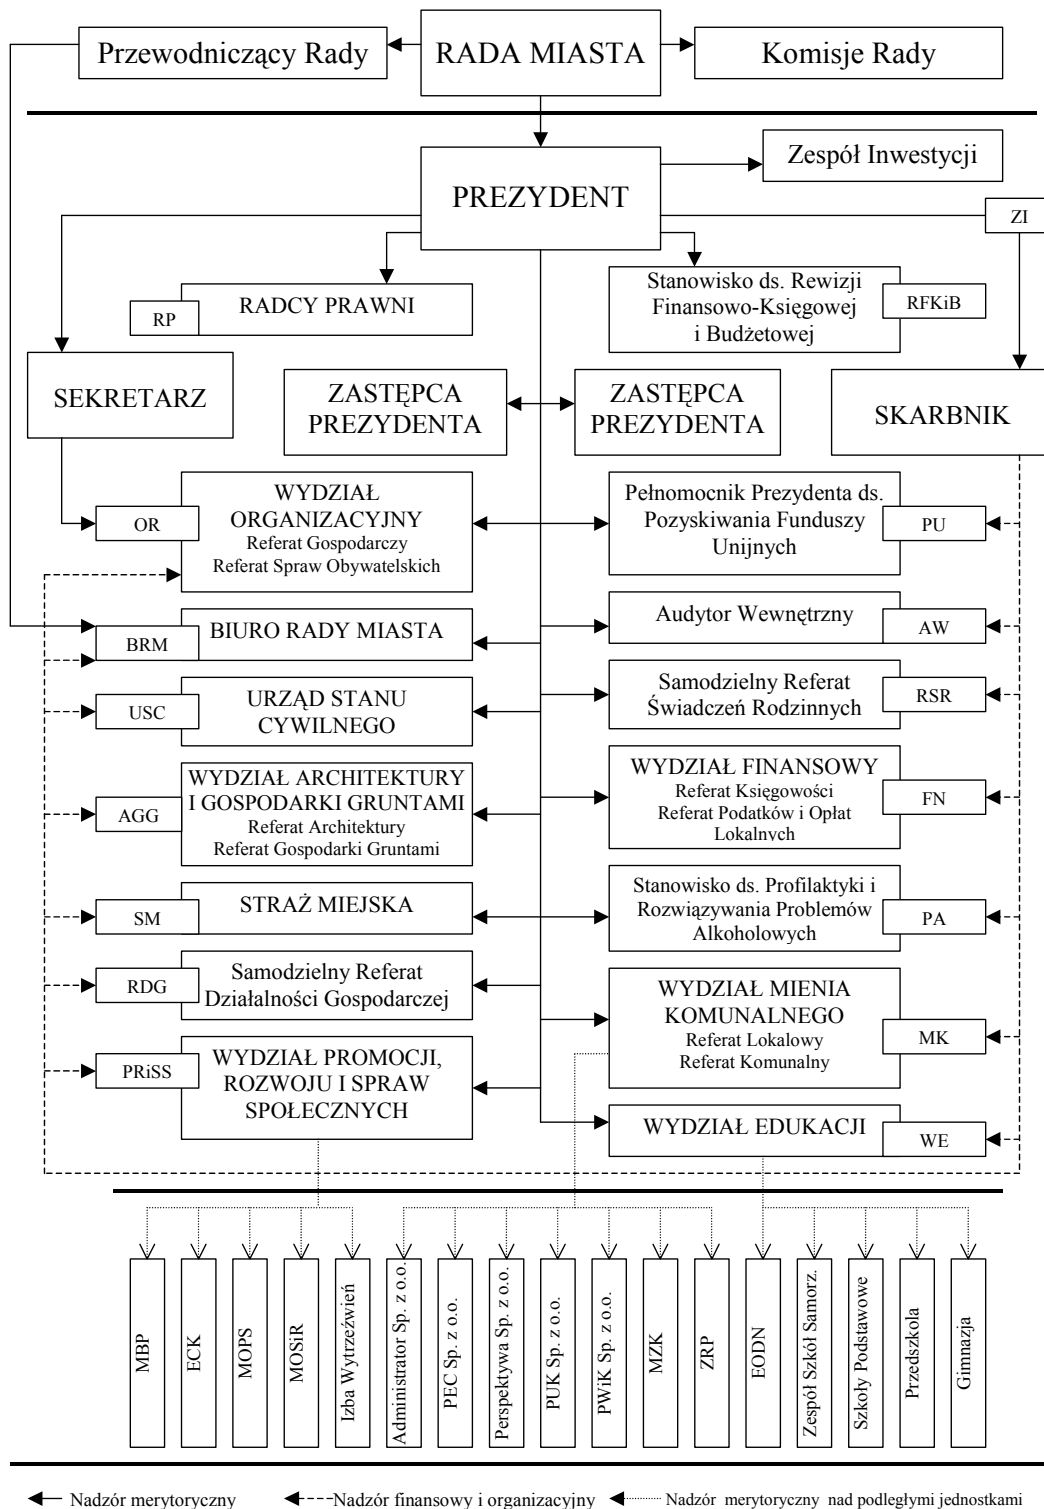 Przewodniczący Rady
RADA MIASTA
Komisje Rady
PREZYDENT
Zespół Inwestycji
ZI
RADCY PRAWNI
RP
Stanowisko ds. Rewizji
Finansowo-Księgowej
i Budżetowej
RFKiB
SEKRETARZ
ZASTĘPCA
PREZYDENTA
ZASTĘPCA
PREZYDENTA
SKARBNIK
WYDZIAŁ
ORGANIZACYJNY
Referat Gospodarczy
Referat Spraw Obywatelskich
OR
Pełnomocnik Prezydenta ds.
Pozyskiwania Funduszy
Unijnych
PU
BIURO RADY MIASTA
BRM
Audytor Wewnętrzny
AW
URZĄD STANU
CYWILNEGO
USC
Samodzielny Referat
Świadczeń Rodzinnych
RSR
WYDZIAŁ ARCHITEKTURY
I GOSPODARKI GRUNTAMI
Referat Architektury
Referat Gospodarki Gruntami
AGG
WYDZIAŁ FINANSOWY
Referat Księgowości
Referat Podatków i Opłat
Lokalnych
FN
STRAŻ MIEJSKA
SM
Stanowisko ds. Profilaktyki i
Rozwiązywania Problemów
Alkoholowych
PA
Samodzielny Referat
Działalności Gospodarczej
RDG
WYDZIAŁ MIENIA
KOMUNALNEGO
Referat Lokalowy
Referat Komunalny
MK
WYDZIAŁ PROMOCJI,
ROZWOJU I SPRAW
SPOŁECZNYCH
PRiSS
WYDZIAŁ EDUKACJI
WE
MBP
ECK
MOPS
MOSiR
Izba Wytrzeźwień
Administrator Sp. z o.o.
PEC Sp. z o.o.
Perspektywa Sp. z o.o.
PUK Sp. z o.o.
PWiK Sp. z o.o.
MZK
ZRP
EODN
Zespół Szkół Samorz.
Szkoły Podstawowe
Przedszkola
Gimnazja
Nadzór merytoryczny
Nadzór finansowy i organizacyjny
Nadzór merytoryczny nad podległymi jednostkami